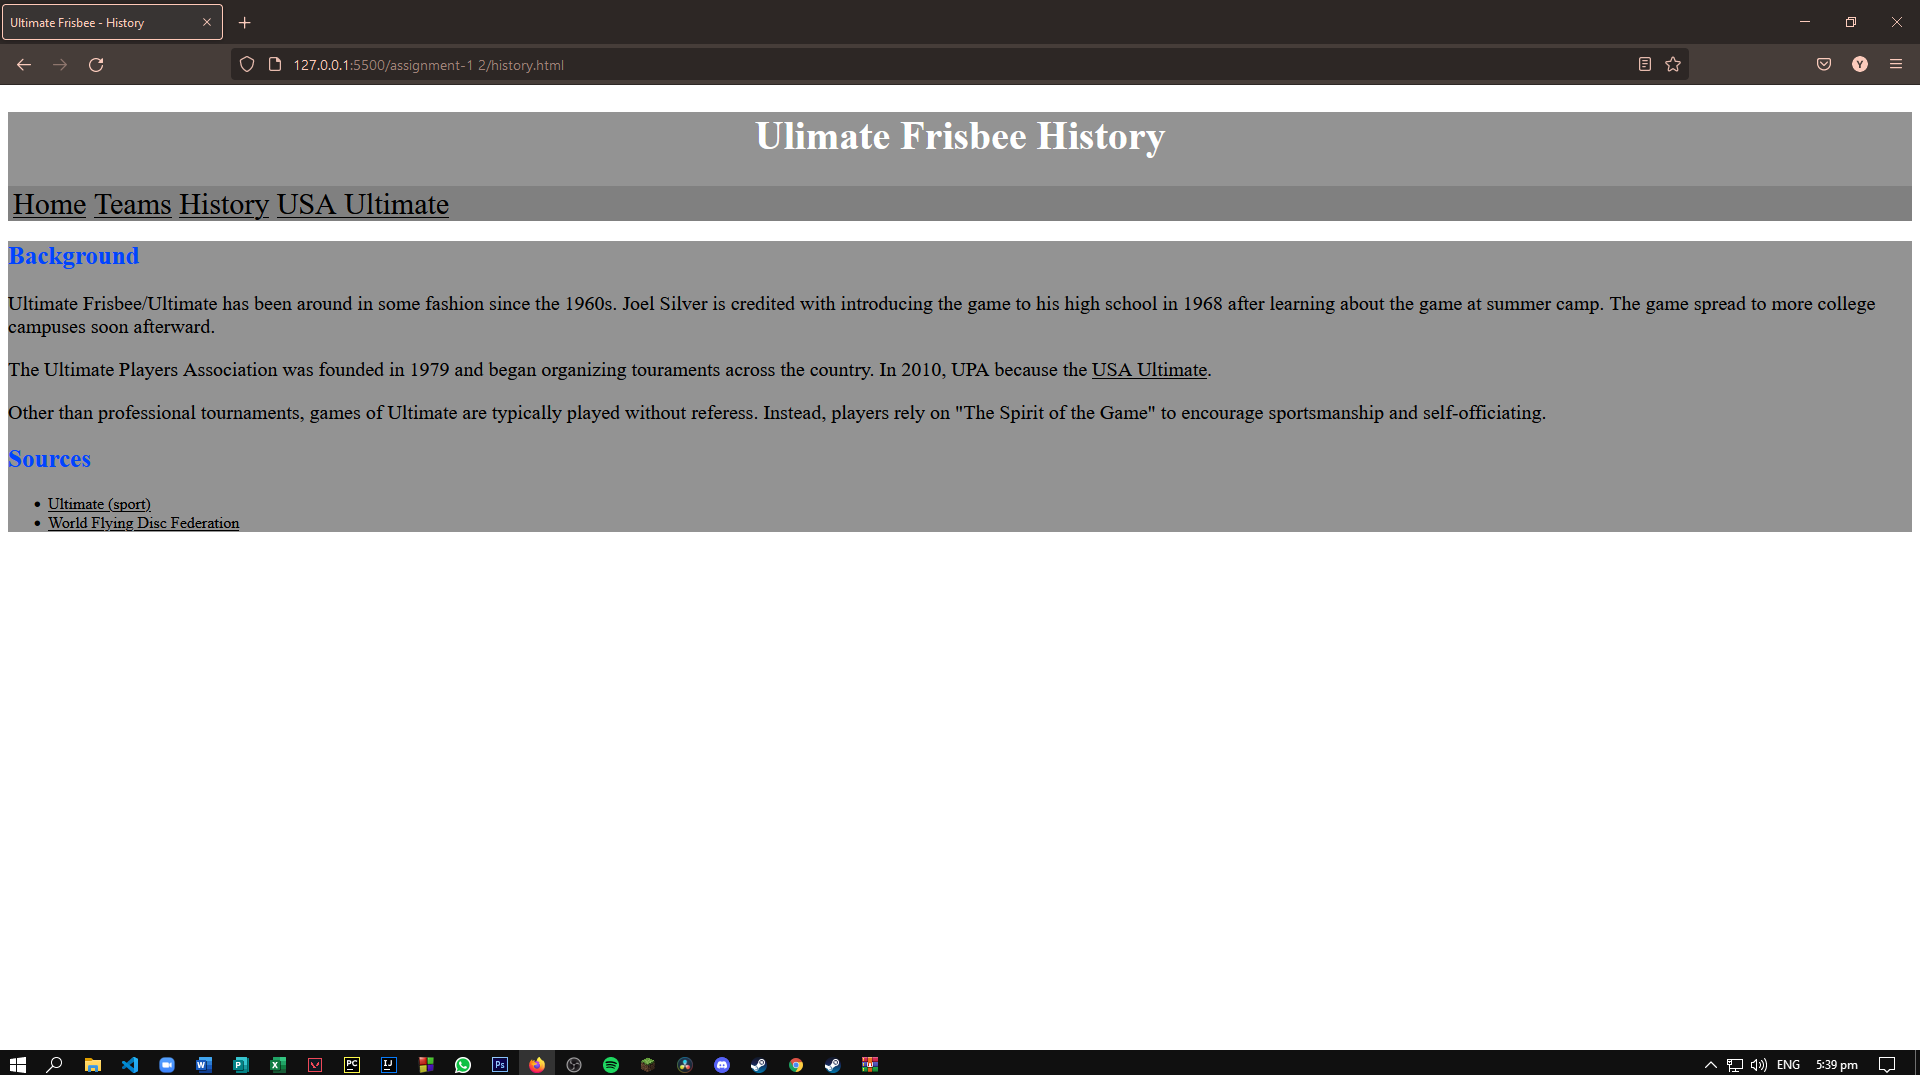 Ultimate Frisbee - History
127.0.0.1:5500/assignment-1 2/history.html
Y
Ulimate Frisbee History
Home Teams History USA Ultimate
Background
Ultimate Frisbee/Ultimate has been around in some fashion since the 1960s. Joel Silver is credited with introducing the game to his high school in 1968 after learning about the game at summer camp. The game spread to more college
campuses soon afterward.
The Ultimate Players Association was founded in 1979 and began organizing touraments across the country. In 2010, UPA because the USA Ultimate.
Other than professional tournaments, games of Ultimate are typically played without referess. Instead, players rely on "The Spirit of the Game" to encourage sportsmanship and self-officiating.
Sources
Ultimate (sport)
World Flying Disc Federation
W P X PC IJ Ps ENG 5:39 pm